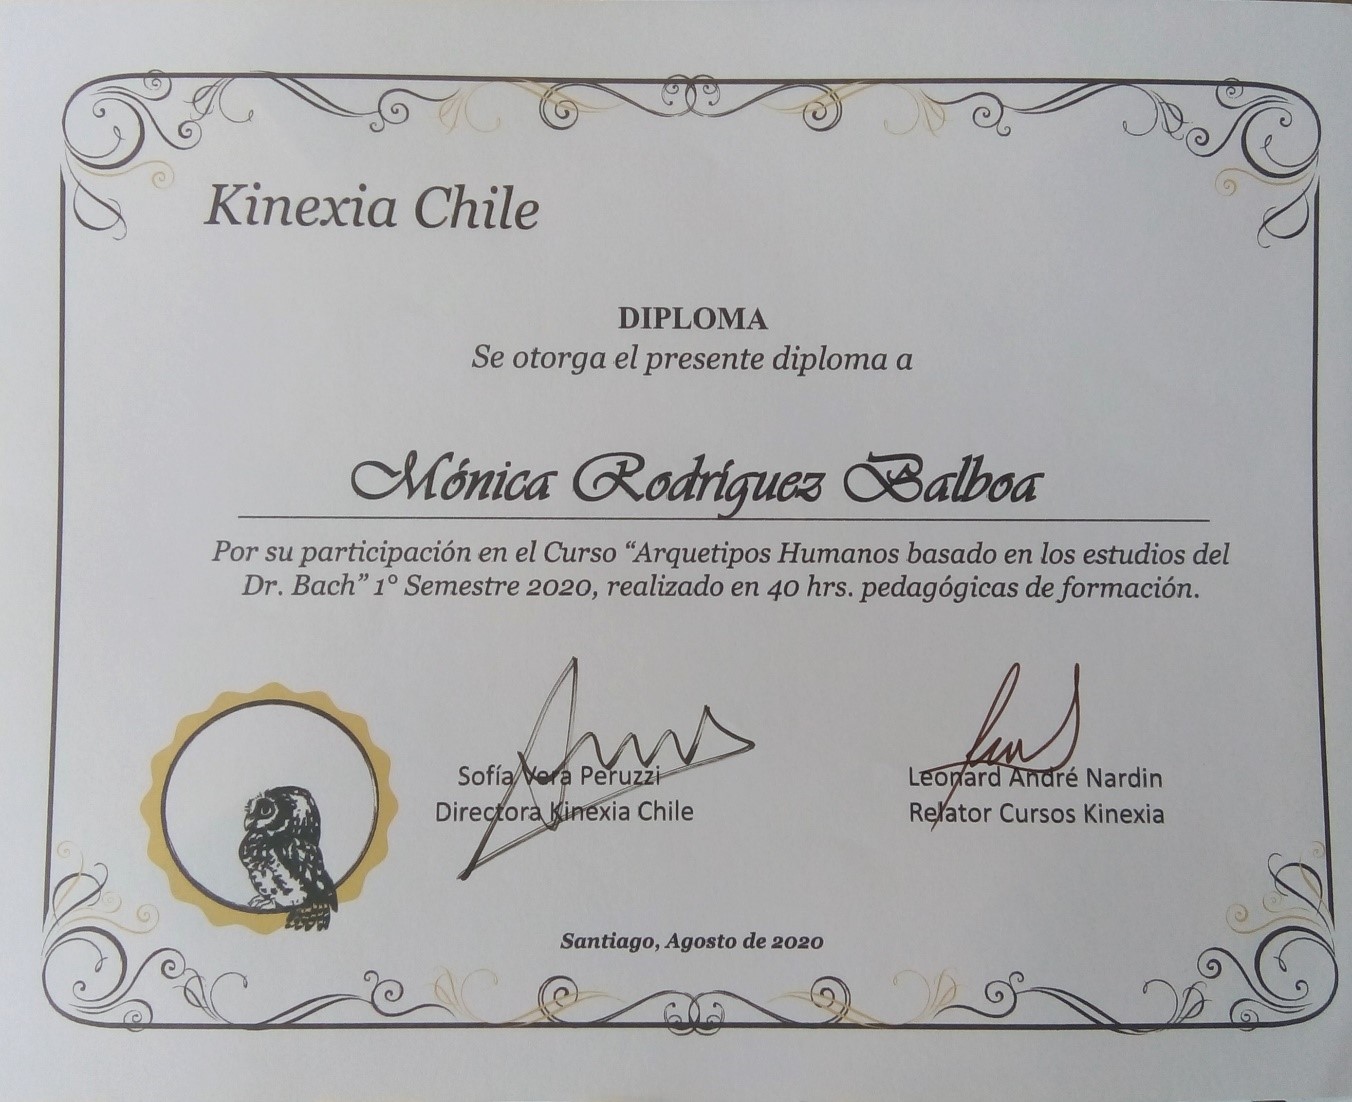 Kinexia Chile
DIPLOMA
Se otorga el presente diploma a
Mónica Rodríguez Balboa
Por su participación en el Curso “Arquetipos Humanos basado en los estudios del
Dr. Bach” 1° Semestre 2020, realizado en 40 hrs. pedagógicas de formación.
Sofía Vera Peruzzi
Directora Kinexia Chile
Leonard André Nardin
Relator Cursos Kinexia
Santiago, Agosto de 2020